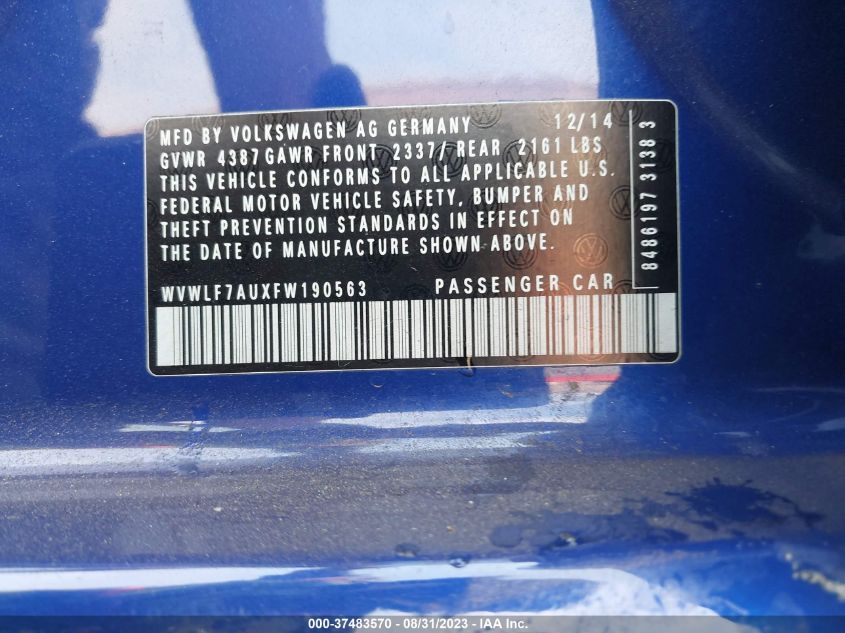 MFD BY VOLKSWAGEN AG GERMANY 12/14
GVWR 4387 GAWR FRONT 2337/ REAR 2161 LBS
THIS VEHICLE CONFORMS TO ALL APPLICABLE U.S.
FEDERAL MOTOR VEHICLE SAFETY, BUMPER AND
THEFT PREVENTION STANDARDS IN EFFECT ON
THE DATE OF MANUFACTURE SHOWN ABOVE.
WVWLF7AUXFW190563 PASSENGER CAR
8486197 31383
000-37483570 - 08/31/2023 - IAA Inc.